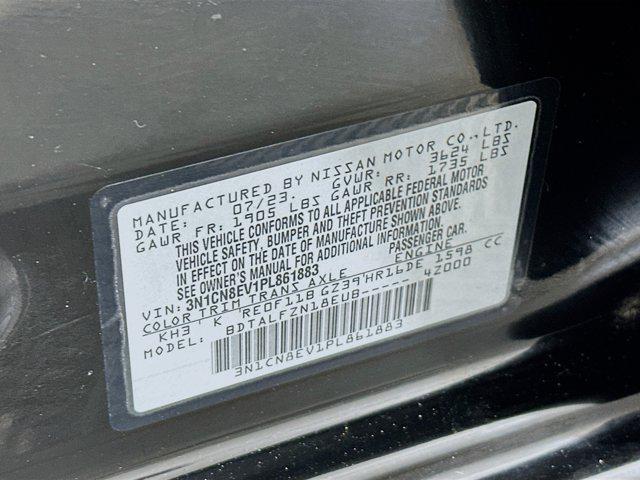 MANUFACTURED BY NISSAN MOTOR CO., LTD.
DATE: 07/23, GVWR: 3624 LBS
GAWR FR: 1905 LBS GAWR RR: 1735 LBS
THIS VEHICLE CONFORMS TO ALL APPLICABLE FEDERAL MOTOR
VEHICLE SAFETY, BUMPER AND THEFT PREVENTION STANDARDS
IN EFFECT ON THE DATE OF MANUFACTURE SHOWN ABOVE.
SEE OWNER'S MANUAL FOR ADDITIONAL INFORMATION
VIN: 3N1CN8EV1PL861883 PASSENGER CAR.
COLOR TRIM TRANS AXLE ENGINE
KH3 ' K RE0F11B GZ39'HR16DE 1598 CC
MODEL: BDTALFZN18EUB----- 4Z000
3N1CN8EV1PL861883